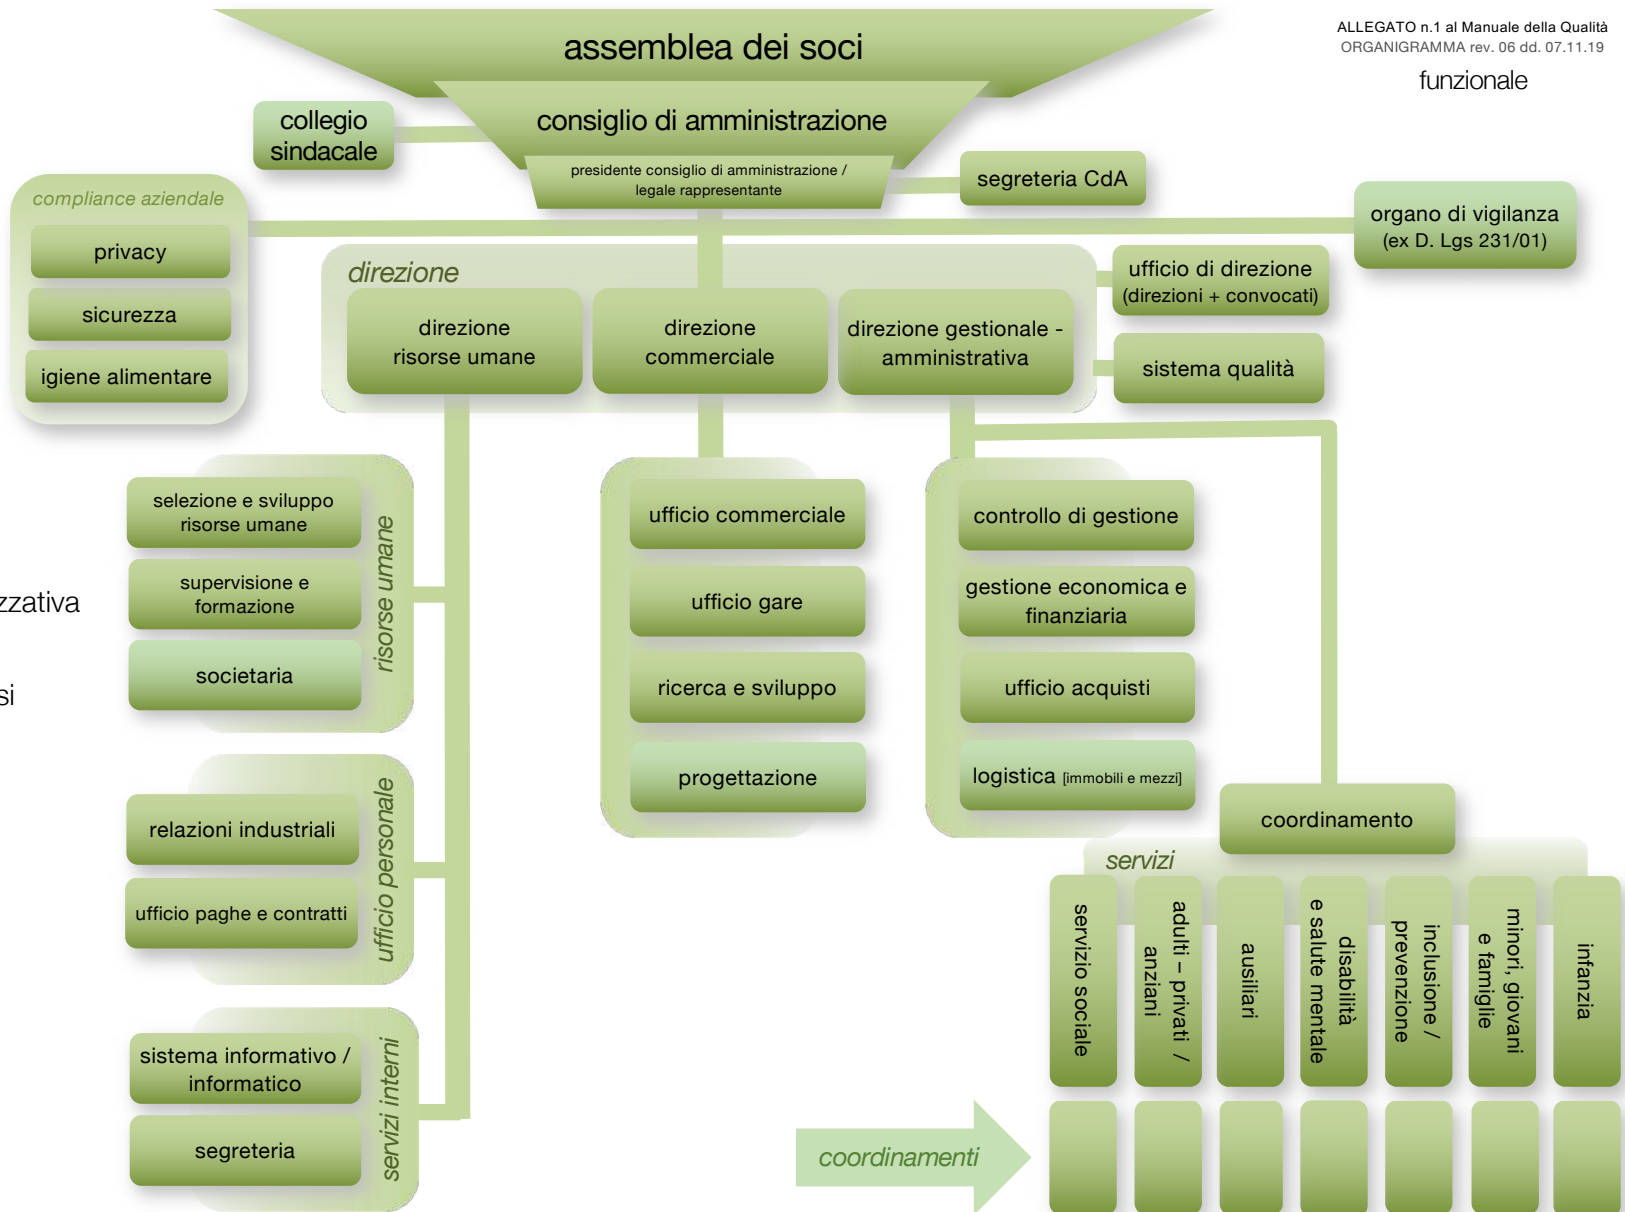 ALLEGATO n.1 al Manuale della Qualità
ORGANIGRAMMA rev. 06 dd. 07.11.19
funzionale
assemblea dei soci
consiglio di amministrazione
presidente consiglio di amministrazione /
legale rappresentante
collegio
sindacale
segreteria CdA
organo di vigilanza
(ex D. Lgs 231/01)
compliance aziendale
privacy
sicurezza
igiene alimentare
direzione
direzione
risorse umane
direzione
commerciale
direzione gestionale -
amministrativa
ufficio di direzione
(direzioni + convocati)
sistema qualità
zzativa
si
risorse umane
selezione e sviluppo
risorse umane
supervisione e
formazione
societaria
ufficio personale
relazioni industriali
ufficio paghe e contratti
servizi interni
sistema informativo /
informatico
segreteria
ufficio commerciale
ufficio gare
ricerca e sviluppo
progettazione
controllo di gestione
gestione economica e
finanziaria
ufficio acquisti
logistica [immobili e mezzi]
coordinamento
servizi
servizio sociale
adulti – privati /
anziani
ausiliari
disabilità
e salute mentale
inclusione /
prevenzione
minori, giovani
e famiglie
infanzia
coordinamenti